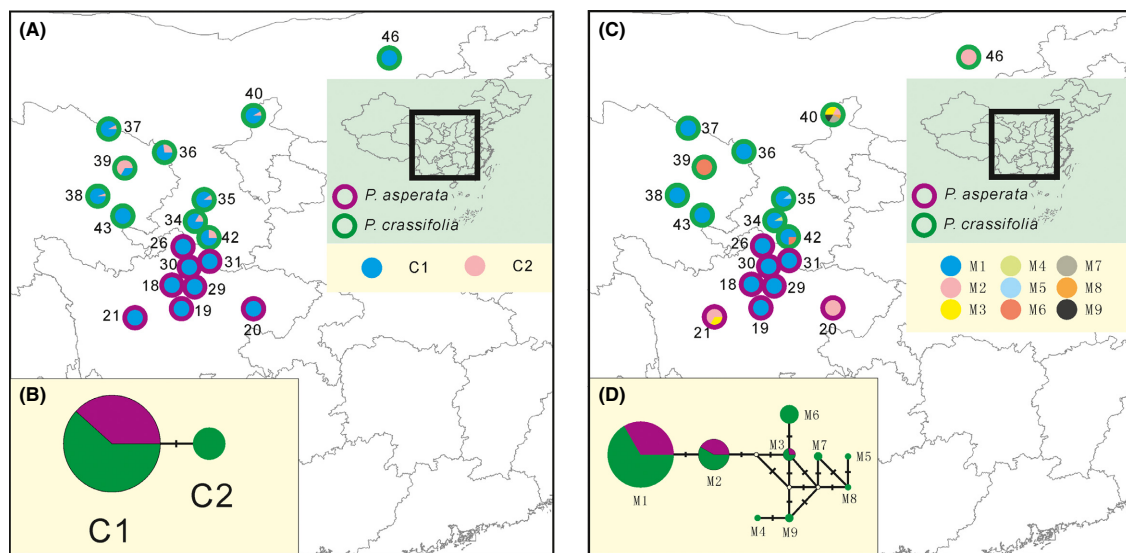 (A)
46
40
37
36
39
38
35
43
34
42
26
31
30
18
29
21
19
20
P. asperata
P. crassifolia
C1 C2
(B)
C1
C2
(C)
46
40
37
36
39
38
35
43
34
42
26
31
30
18
29
21
19
20
P. asperata
P. crassifolia
M1 M4 M7
M2 M5 M8
M3 M6 M9
(D)
M6
M3 M7 M5
M1
M2
M8
M4 M9